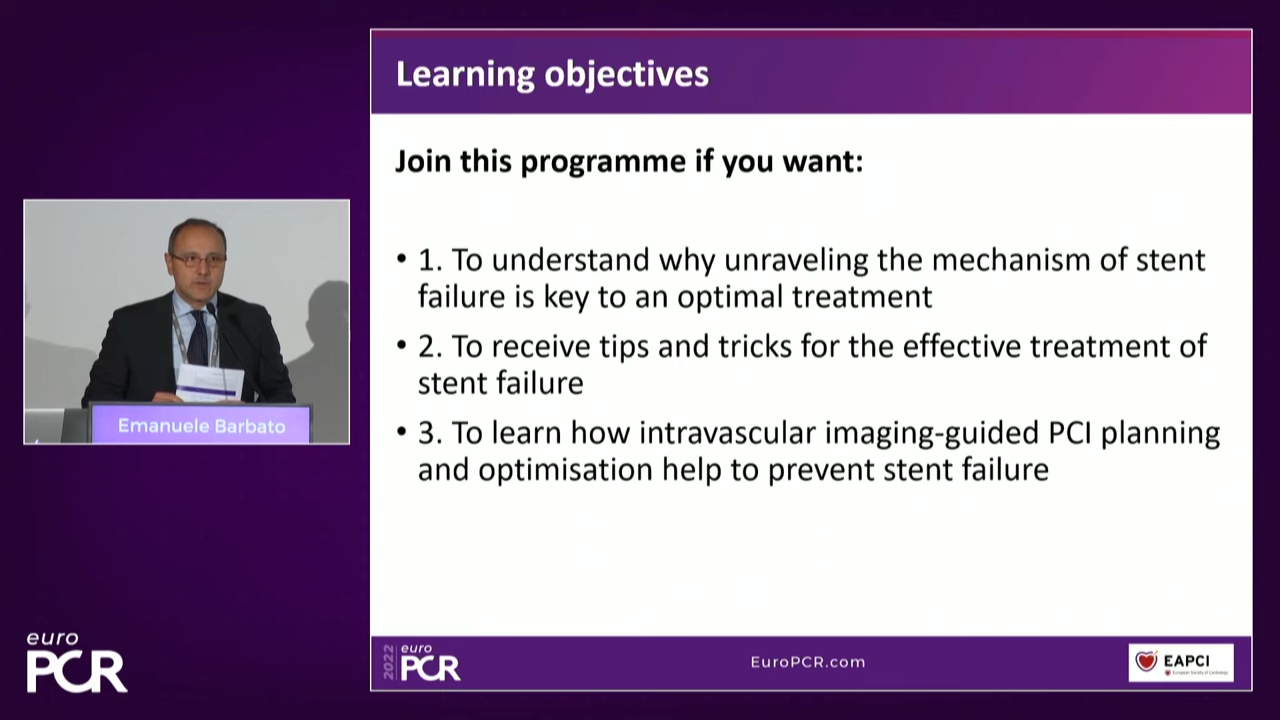 Learning objectives
Join this programme if you want:
• 1. To understand why unraveling the mechanism of stent
failure is key to an optimal treatment
• 2. To receive tips and tricks for the effective treatment of
stent failure
• 3. To learn how intravascular imaging-guided PCI planning
and optimisation help to prevent stent failure
Emanuele Barbato
euro
PCR
2022
euro
PCR
EuroPCR.com
EAPCI
European Society of Cardiology